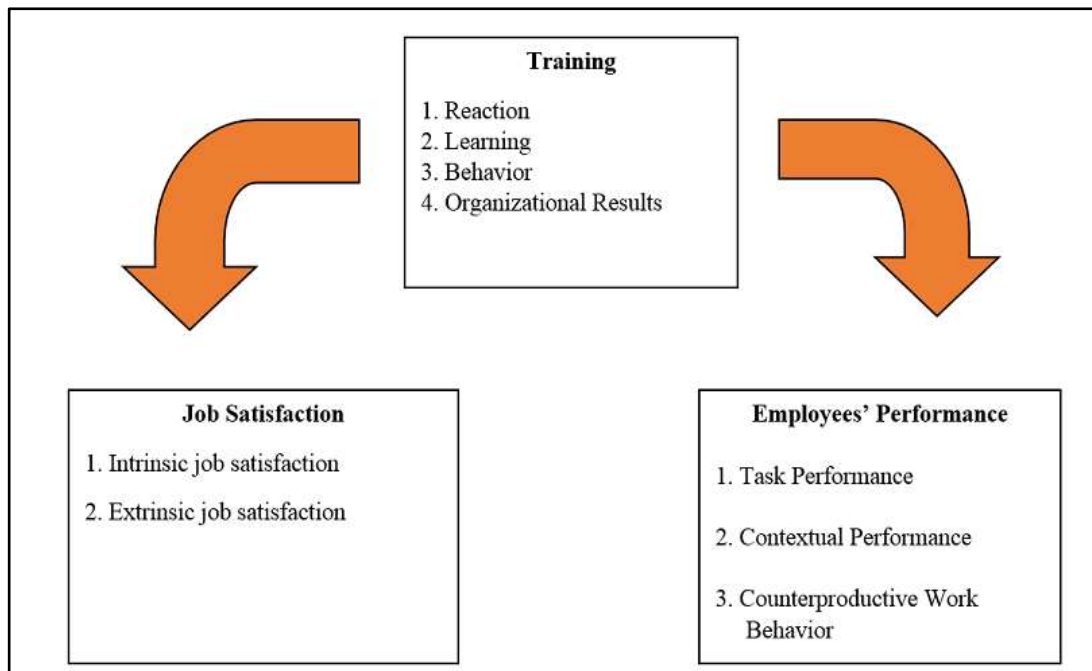 Training
1. Reaction
2. Learning
3. Behavior
4. Organizational Results
Job Satisfaction
1. Intrinsic job satisfaction
2. Extrinsic job satisfaction
Employees’ Performance
1. Task Performance
2. Contextual Performance
3. Counterproductive Work
Behavior